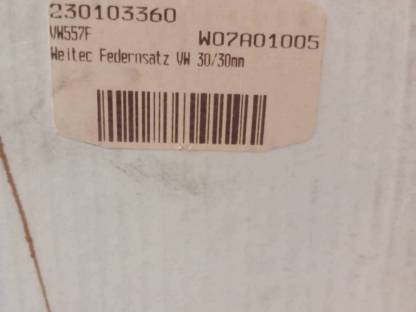 230103360
VW557F W07A01005
Weitec Federnsatz VW 30/30mm